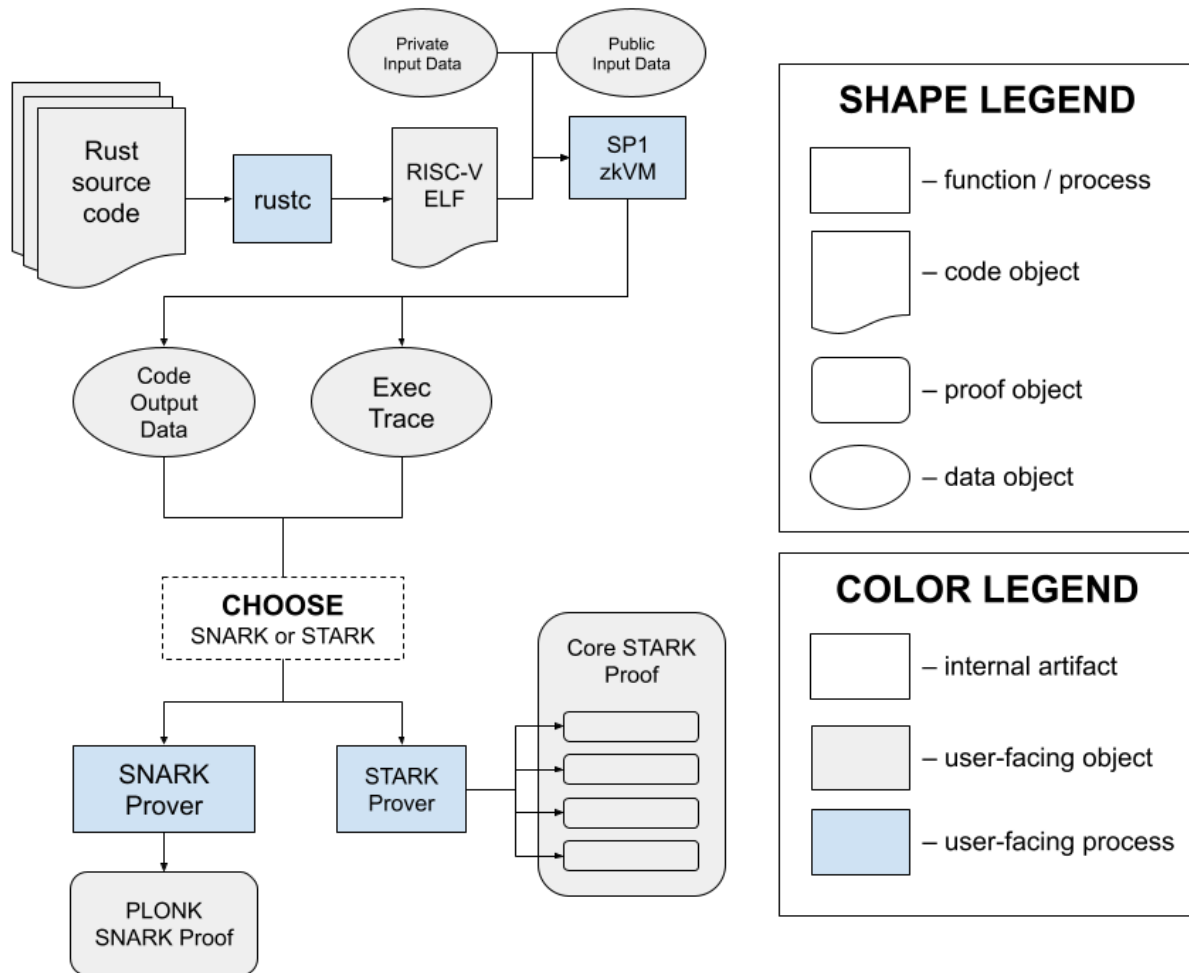 Private
Input Data
Public
Input Data
Rust
source
code
rustc
RISC-V
ELF
SP1
zkVM
Code
Output
Data
Exec
Trace
CHOOSE
SNARK or STARK
SNARK
Prover
STARK
Prover
Core STARK
Proof
PLONK
SNARK Proof
SHAPE LEGEND
– function / process
– code object
– proof object
– data object
COLOR LEGEND
– internal artifact
– user-facing object
– user-facing process